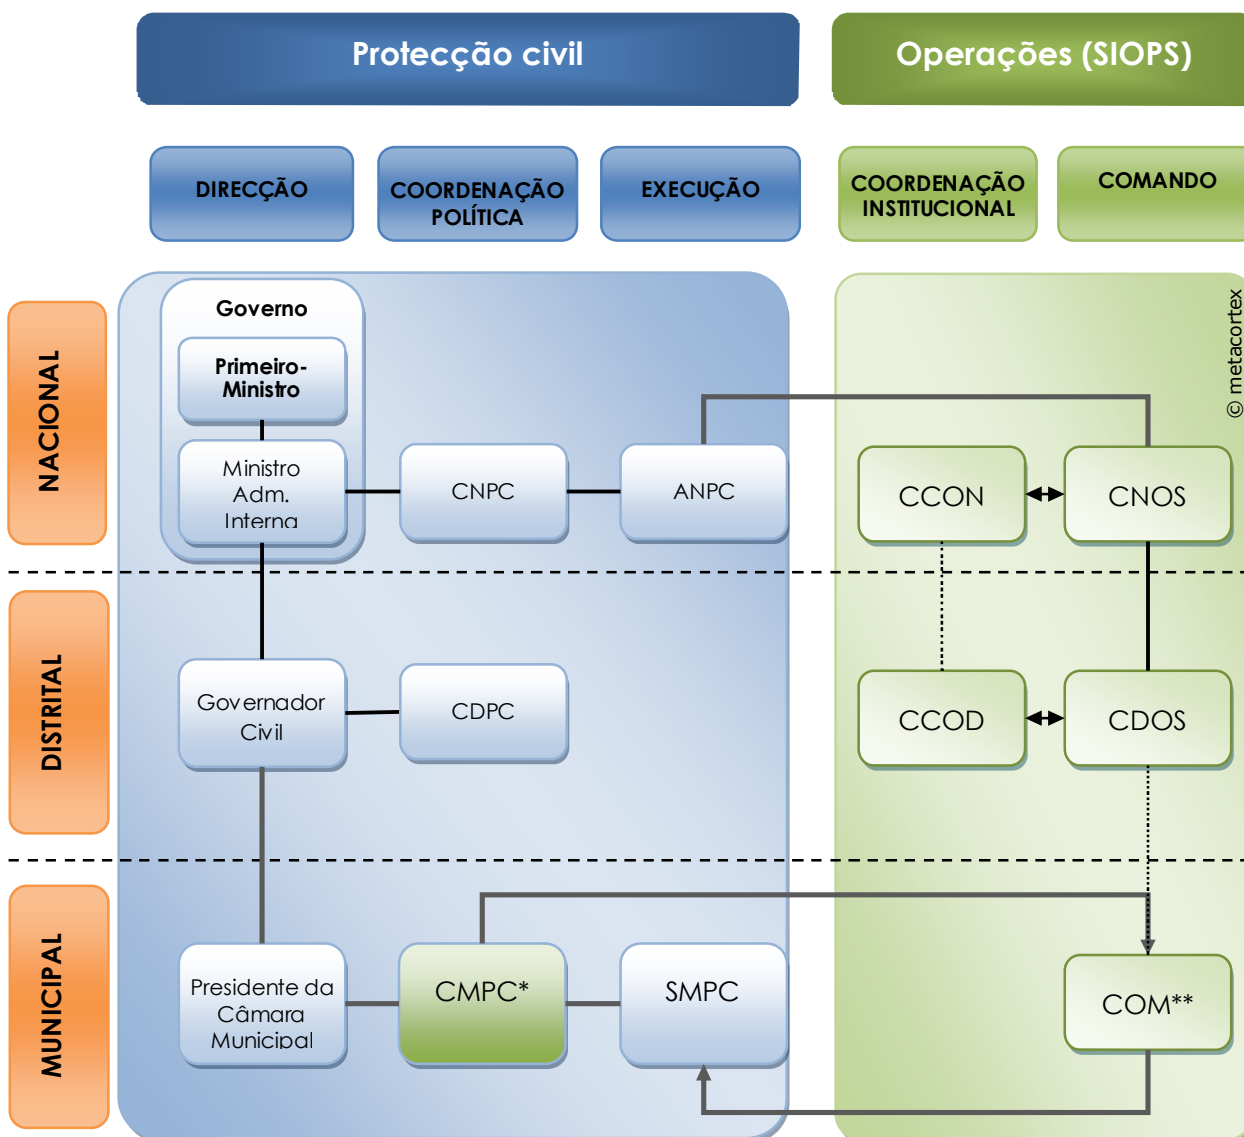 Protecção civil
Operações (SIOPS)
DIRECÇÃO
COORDENAÇÃO
POLÍTICA
EXECUÇÃO
COORDENAÇÃO
INSTITUCIONAL
COMANDO
NACIONAL
Governo
Primeiro-
Ministro
Ministro
Adm.
Interna
CNPC
ANPC
CCON
CNOS
© metacortex
DISTRITAL
Governador
Civil
CDPC
CCOD
CDOS
MUNICIPAL
Presidente da
Câmara
Municipal
CMPC*
SMPC
COM**